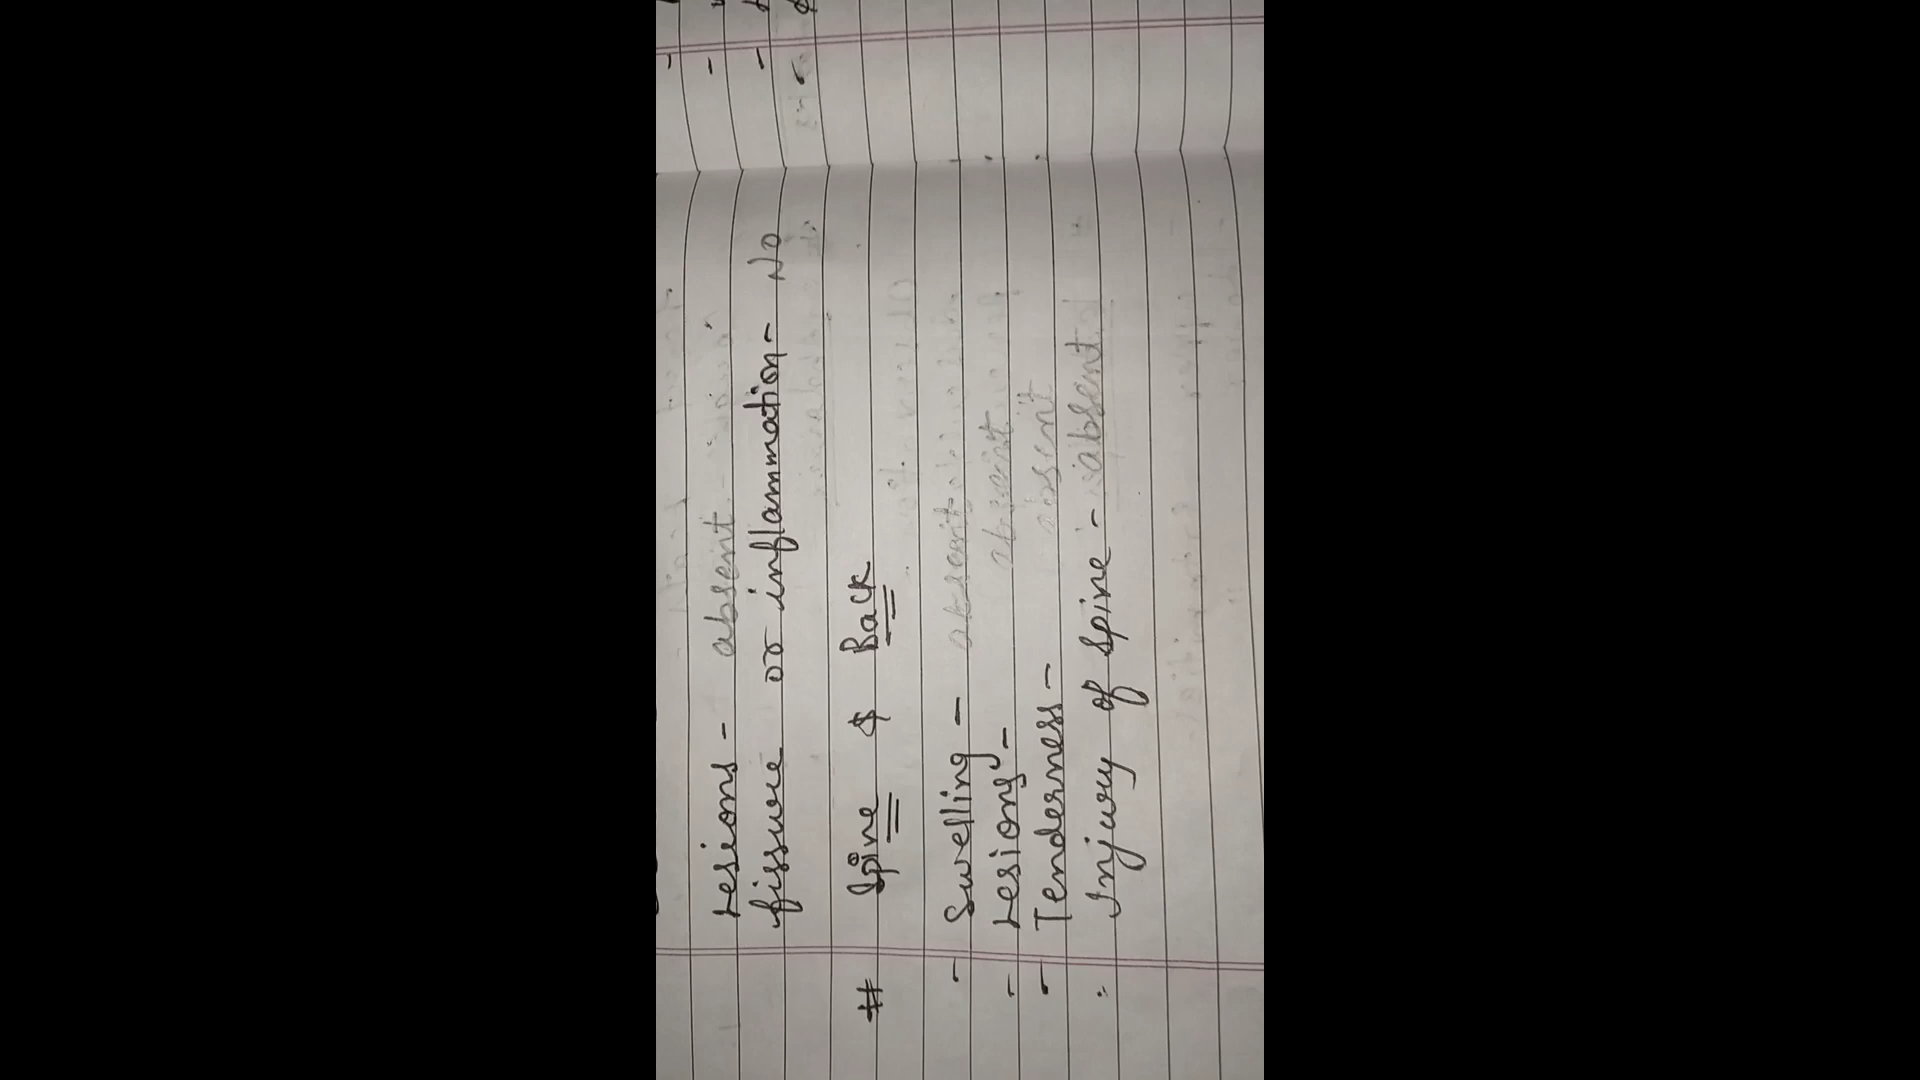 Lesions - absent
fissure or inflammation - No
# Spine & Back
- Swelling - absent
- Lesions - absent
- Tenderness - absent
- Injury of spine - absent